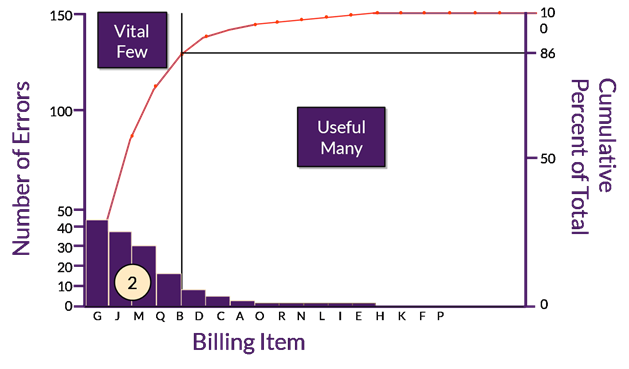 150
100
50
40
30
20
10
0
Number of Errors
Vital
Few
Useful
Many
2
10
0
86
50
0
Cumulative
Percent of Total
G J M Q B D C A O R N L I E H K F P
Billing Item